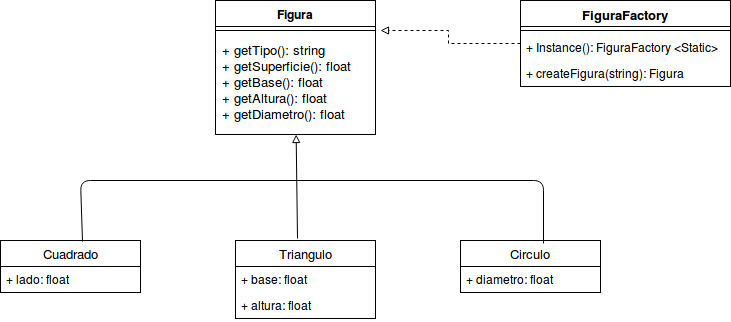 Figura
+ getTipo(): string
+ getSuperficie(): float
+ getBase(): float
+ getAltura(): float
+ getDiametro(): float
FiguraFactory
+ Instance(): FiguraFactory <Static>
+ createFigura(string): Figura
Cuadrado
+ lado: float
Triangulo
+ base: float
+ altura: float
Circulo
+ diametro: float